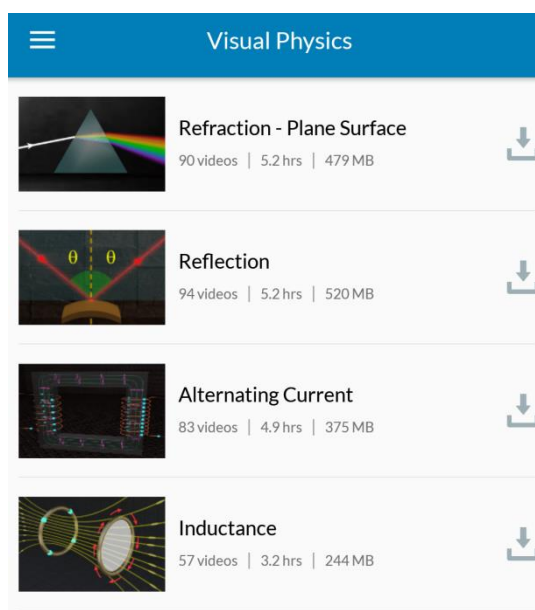 Visual Physics
Refraction - Plane Surface
90 videos | 5.2 hrs | 479 MB
θ θ
Reflection
94 videos | 5.2 hrs | 520 MB
Alternating Current
83 videos | 4.9 hrs | 375 MB
Inductance
57 videos | 3.2 hrs | 244 MB